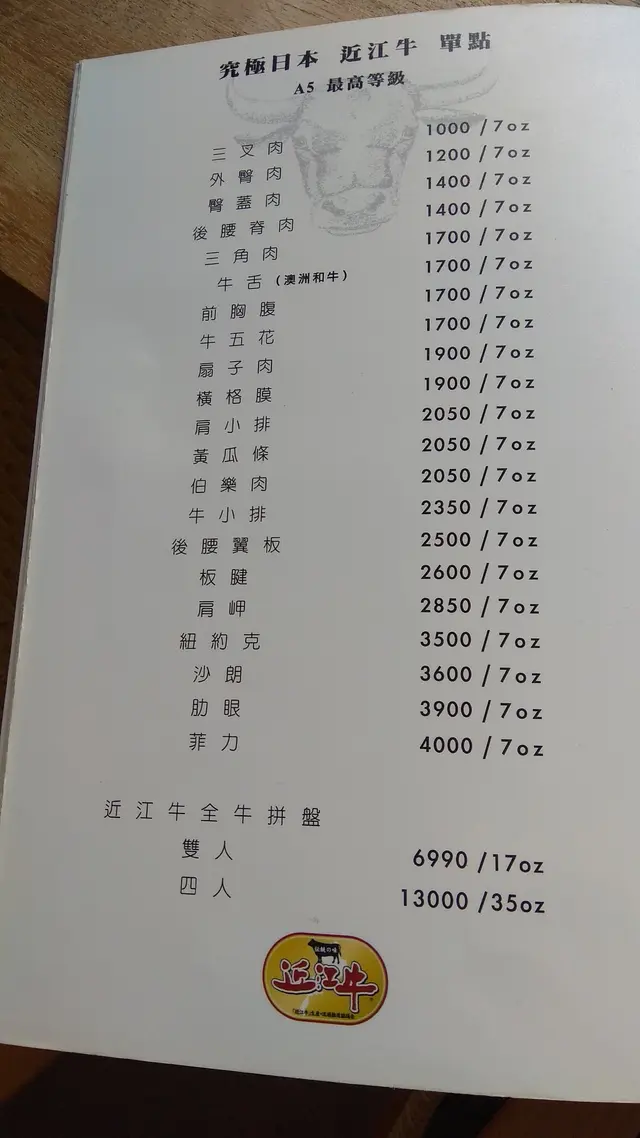 究極日本 近江牛 單點
A5 最高等級
三叉肉 1000 / 7oz
外臀肉 1200 / 7oz
臀蓋肉 1400 / 7oz
後腰脊肉 1400 / 7oz
三角肉 1700 / 7oz
牛舌（澳洲和牛） 1700 / 7oz
前胸腹 1700 / 7oz
牛五花 1700 / 7oz
扇子肉 1900 / 7oz
橫格膜 1900 / 7oz
肩小排 2050 / 7oz
黃瓜條 2050 / 7oz
伯樂肉 2050 / 7oz
牛小排 2350 / 7oz
後腰翼板 2500 / 7oz
板腱 2600 / 7oz
肩岬 2850 / 7oz
紐約克 3500 / 7oz
沙朗 3600 / 7oz
肋眼 3900 / 7oz
菲力 4000 / 7oz
近江牛全牛拼盤
雙人 6990 /17oz
四人 13000 /35oz
伝統の味
近江牛